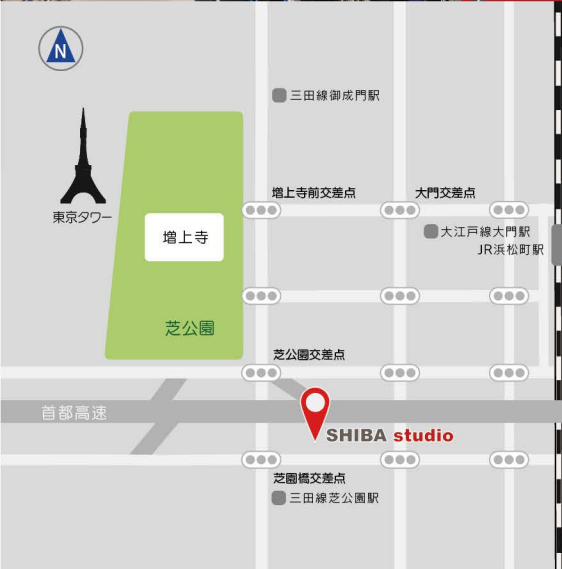 N
三田線御成門駅
東京タワー
増上寺前交差点
大門交差点
増上寺
大江戸線大門駅
JR浜松町駅
芝公園
芝公園交差点
首都高速
SHIBA studio
芝園橋交差点
三田線芝公園駅